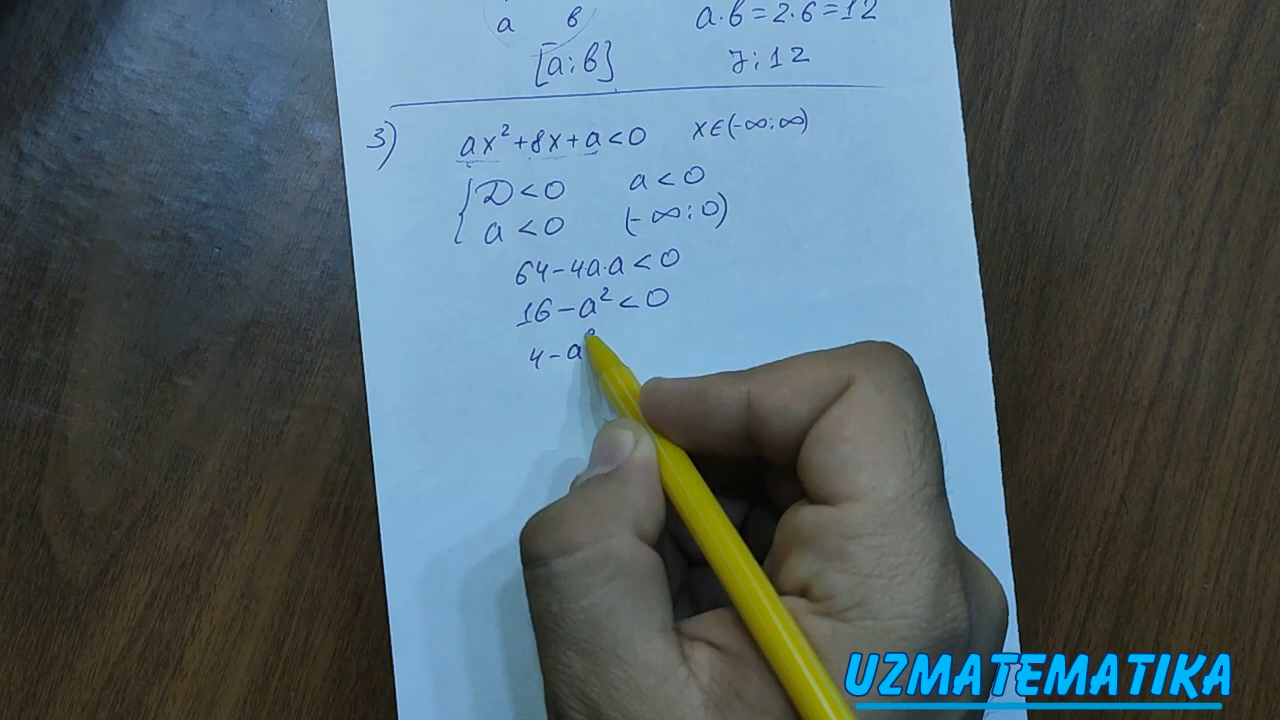 a в a·в=2·6=12
[a;в] J;12
3) ax²+8x+a<0 x∈(-∞;∞)
{D<0 a<0
a<0 (-∞;0)
64-4a·a<0
16-a²<0
4-a
UZMATEMATIKA